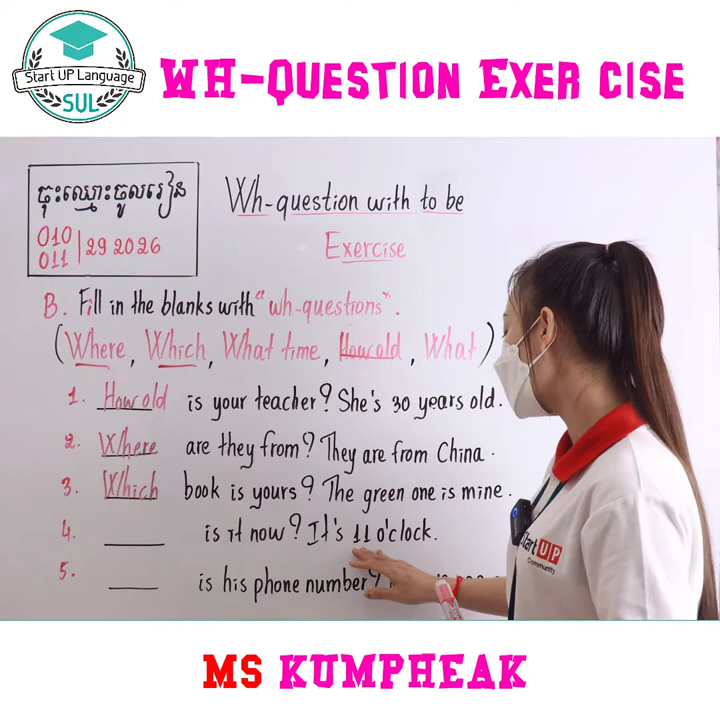 Start UP Language
SUL
WH-QUESTION EXER CISE
ចុះឈ្មោះចូលរៀន
010
011 | 29 2026
Wh-question with to be
Exercise
B. Fill in the blanks with "wh-questions".
(Where, Which, What time, How old, What)
1. How old is your teacher? She's 30 years old.
2. Where are they from? They are from China.
3. Which book is yours? The green one is mine.
4. is it now? It's 11 o'clock.
5. is his phone number?
Start UP
Community
MS KUMPHEAK